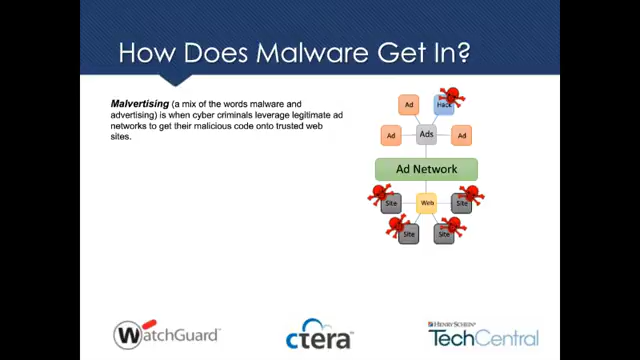 How Does Malware Get In?
Malvertising (a mix of the words malware and
advertising) is when cyber criminals leverage legitimate ad
networks to get their malicious code onto trusted web
sites.
Ad
Hack
Ad
Ads
Ad
Ad Network
Site
Web
Site
Site
Site
WatchGuard
ctera
HENRY SCHEIN
TechCentral